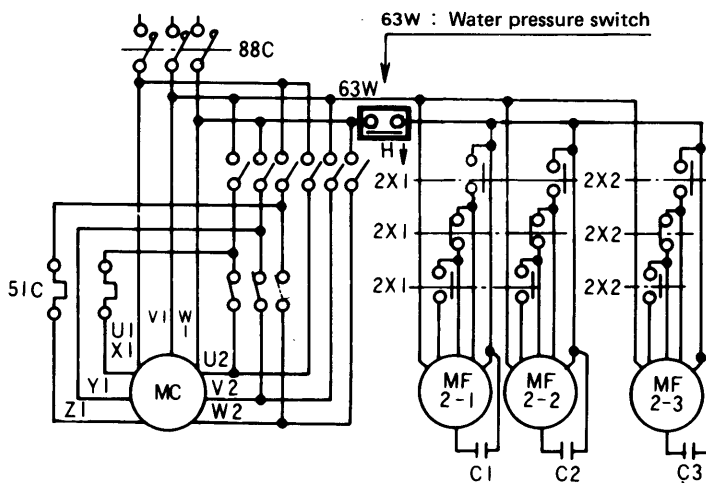 63W : Water pressure switch
88C
63W
H
2X1
2X2
2X1
2X2
2X1
2X2
51C
U1
X1
V1
W
1
U2
Y1
V2
Z1
W2
MC
MF
2-1
MF
2-2
MF
2-3
C1
C2
C3